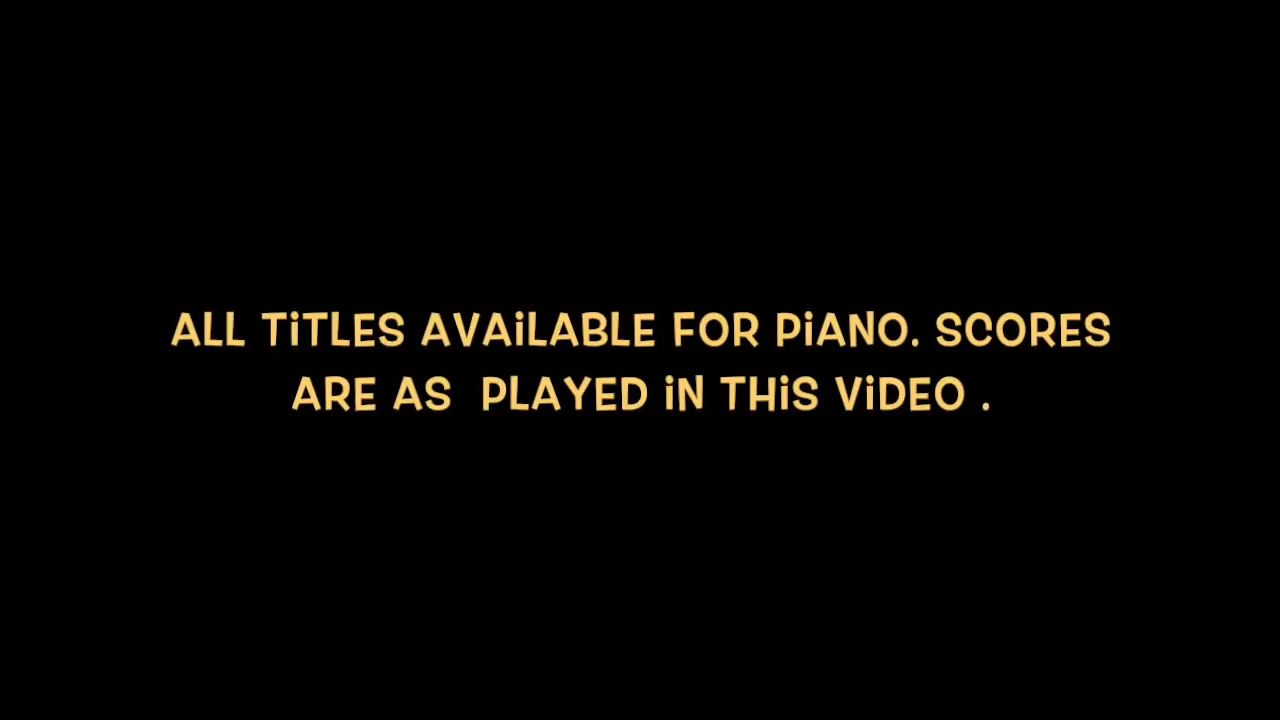 ALL TiTLES AVAiLABLE FOR PiANO. SCORES
ARE AS  PLAYED iN THiS ViDEO .